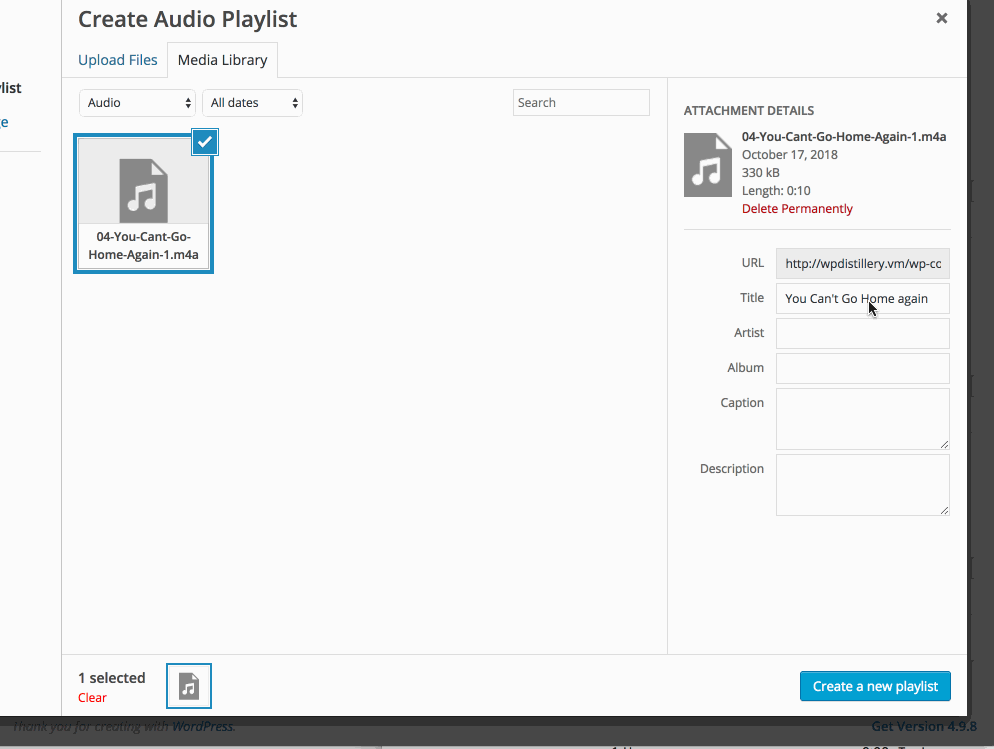 Create Audio Playlist
Upload Files
Media Library
Audio
All dates
Search
04-You-Cant-Go-
Home-Again-1.m4a
ATTACHMENT DETAILS
04-You-Cant-Go-Home-Again-1.m4a
October 17, 2018
330 kB
Length: 0:10
Delete Permanently
URL
http://wpdistillery.vm/wp-co
Title
You Can't Go Home again
Artist
Album
Caption
Description
1 selected
Clear
Create a new playlist
Thank you for creating with WordPress.
Get Version 4.9.8